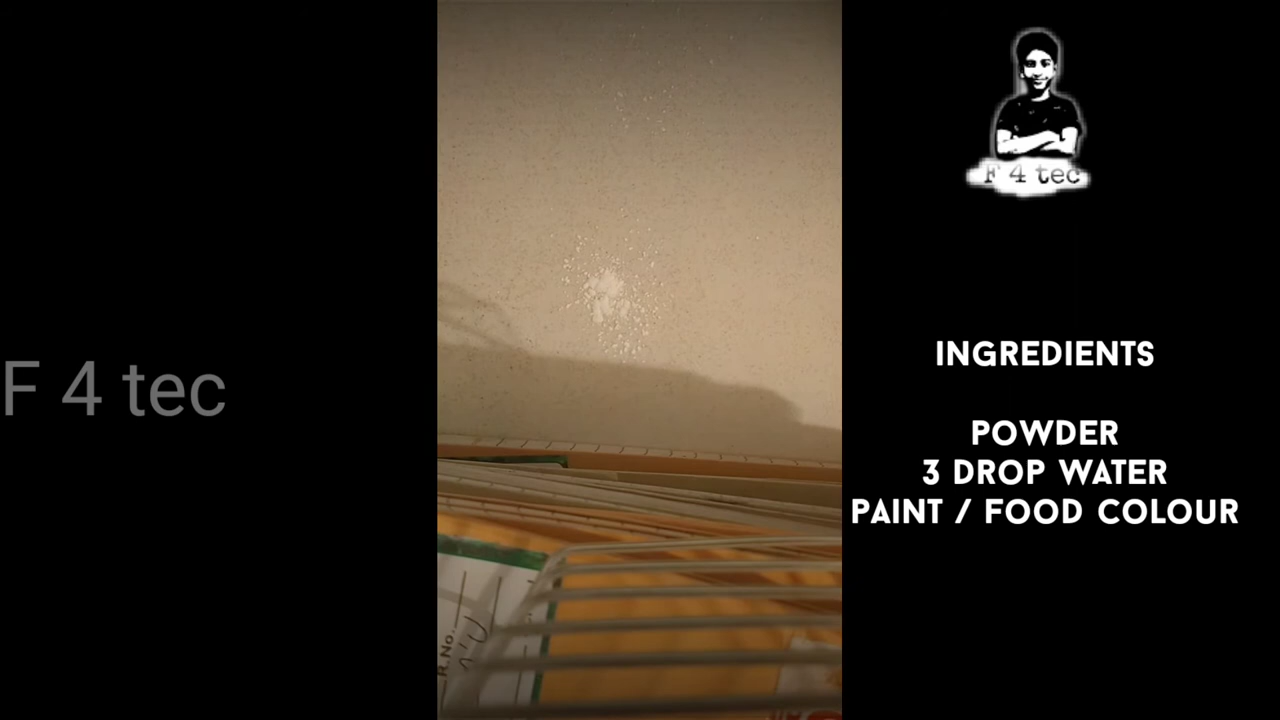 F 4 tec
F 4 tec
INGREDIENTS
POWDER
3 DROP WATER
PAINT / FOOD COLOUR
R.No.